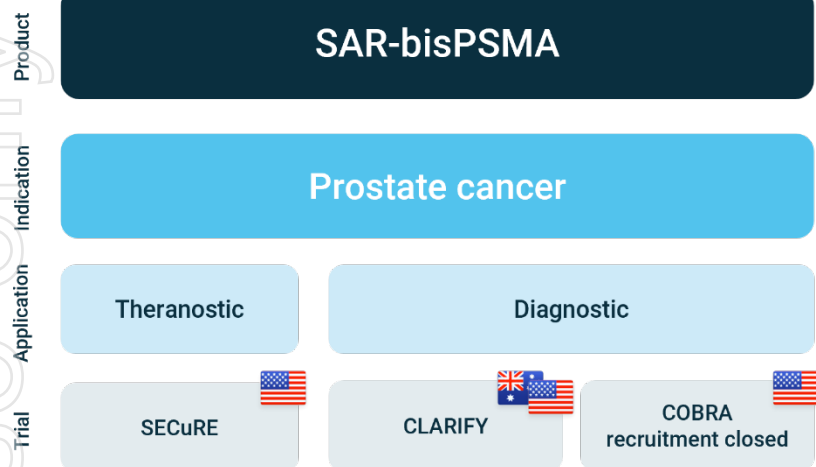 Product
SAR-bisPSMA
Indication
Prostate cancer
Application
Theranostic
Diagnostic
Trial
SECuRE
CLARIFY
COBRA
recruitment closed